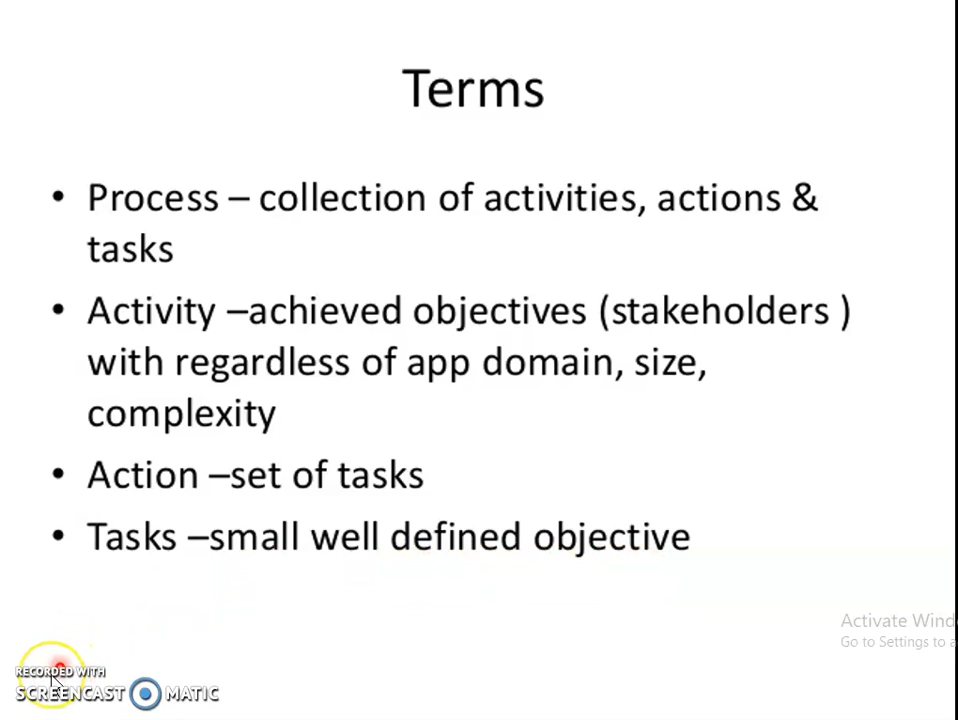 Terms
• Process – collection of activities, actions &
tasks
• Activity –achieved objectives (stakeholders )
with regardless of app domain, size,
complexity
• Action –set of tasks
• Tasks –small well defined objective
Activate Wind
Go to Settings to a
RECORDED WITH
SCREENCAST MATIC